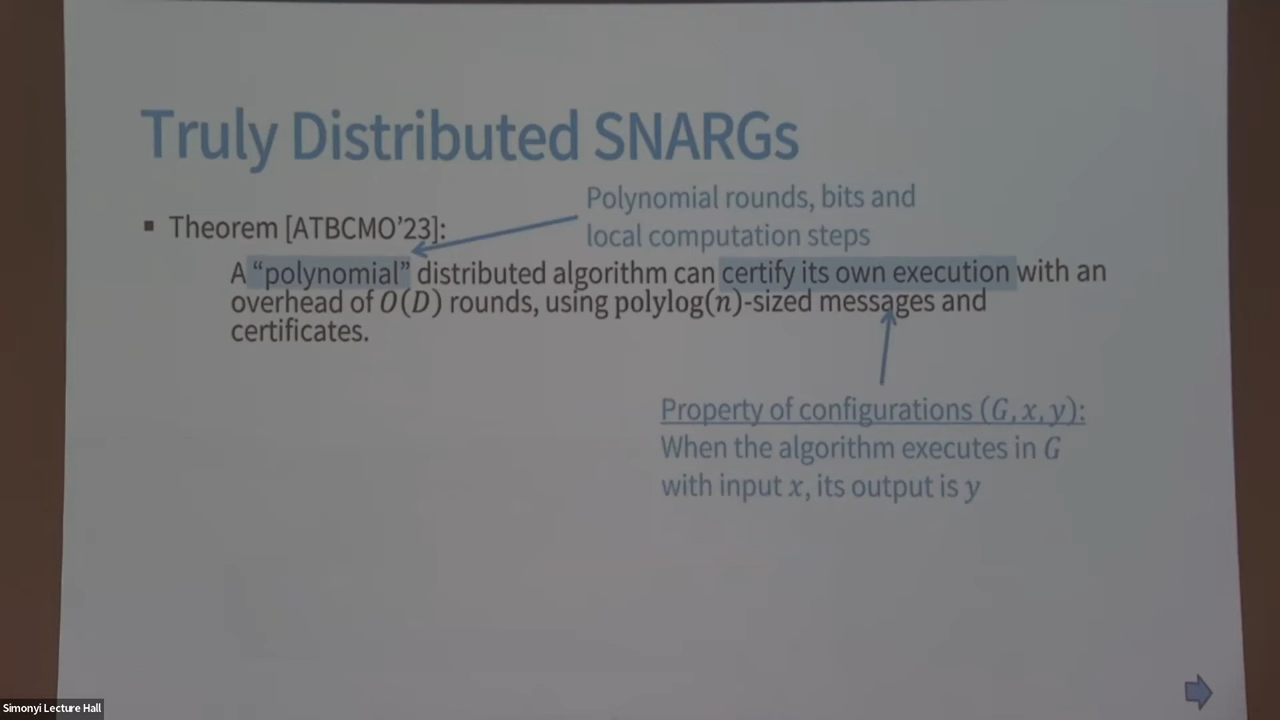 Truly Distributed SNARGs
Polynomial rounds, bits and
local computation steps
▪ Theorem [ATBCMO’23]:
A “polynomial” distributed algorithm can certify its own execution with an
overhead of O(D) rounds, using polylog(n)-sized messages and
certificates.
Property of configurations (G, x, y):
When the algorithm executes in G
with input x, its output is y
Simonyi Lecture Hall